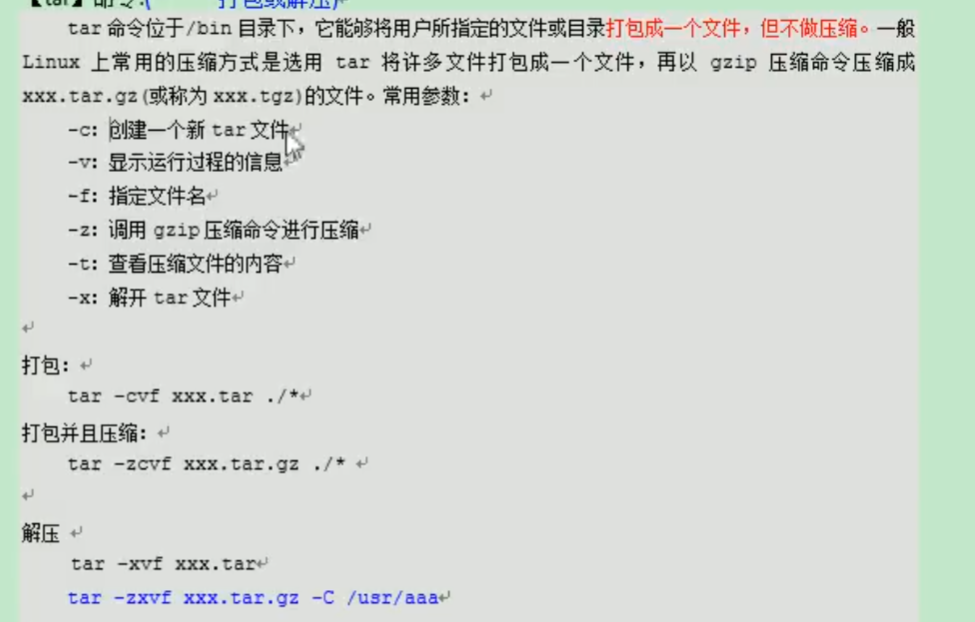 【tar】命令:( 打包或解压)
tar 命令位于/bin 目录下，它能够将用户所指定的文件或目录打包成一个文件，但不做压缩。一般
Linux 上常用的压缩方式是选用 tar 将许多文件打包成一个文件，再以 gzip 压缩命令压缩成
xxx.tar.gz(或称为 xxx.tgz)的文件。常用参数：
-c：创建一个新 tar 文件
-v：显示运行过程的信息
-f：指定文件名
-z：调用 gzip 压缩命令进行压缩
-t：查看压缩文件的内容
-x：解开 tar 文件
打包：
tar -cvf xxx.tar ./*
打包并且压缩：
tar -zcvf xxx.tar.gz ./*
解压
tar -xvf xxx.tar
tar -zxvf xxx.tar.gz -C /usr/aaa